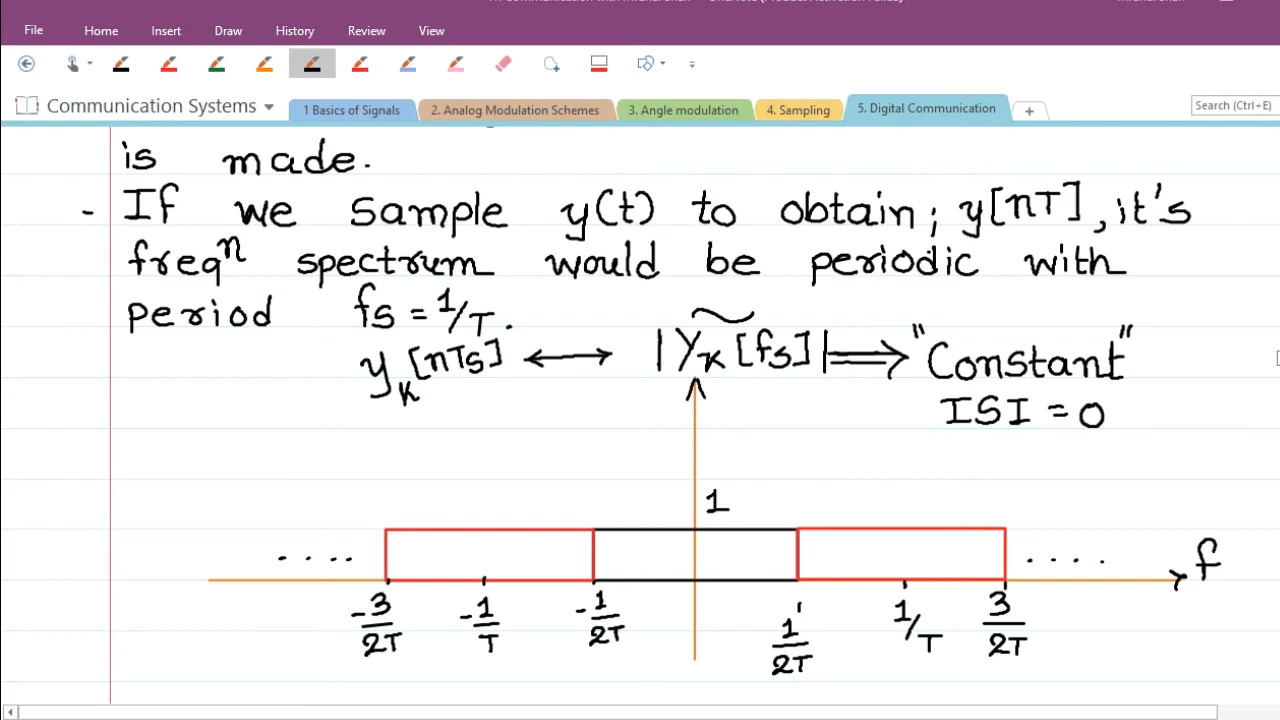 File Home Insert Draw History Review View
Communication Systems 1 Basics of Signals 2. Analog Modulation Schemes 3. Angle modulation 4. Sampling 5. Digital Communication Search (Ctrl+E)
is made.
- If we sample y(t) to obtain; y[nT], it's
freqⁿ spectrum would be periodic with
period fs = 1/T.
yₖ[nTs] ⟷ |Yₖ[fs]| ⟹ "Constant"
ISI = 0
1
.... .... f
-3/2T -1/T -1/2T 1/2T 1/T 3/2T